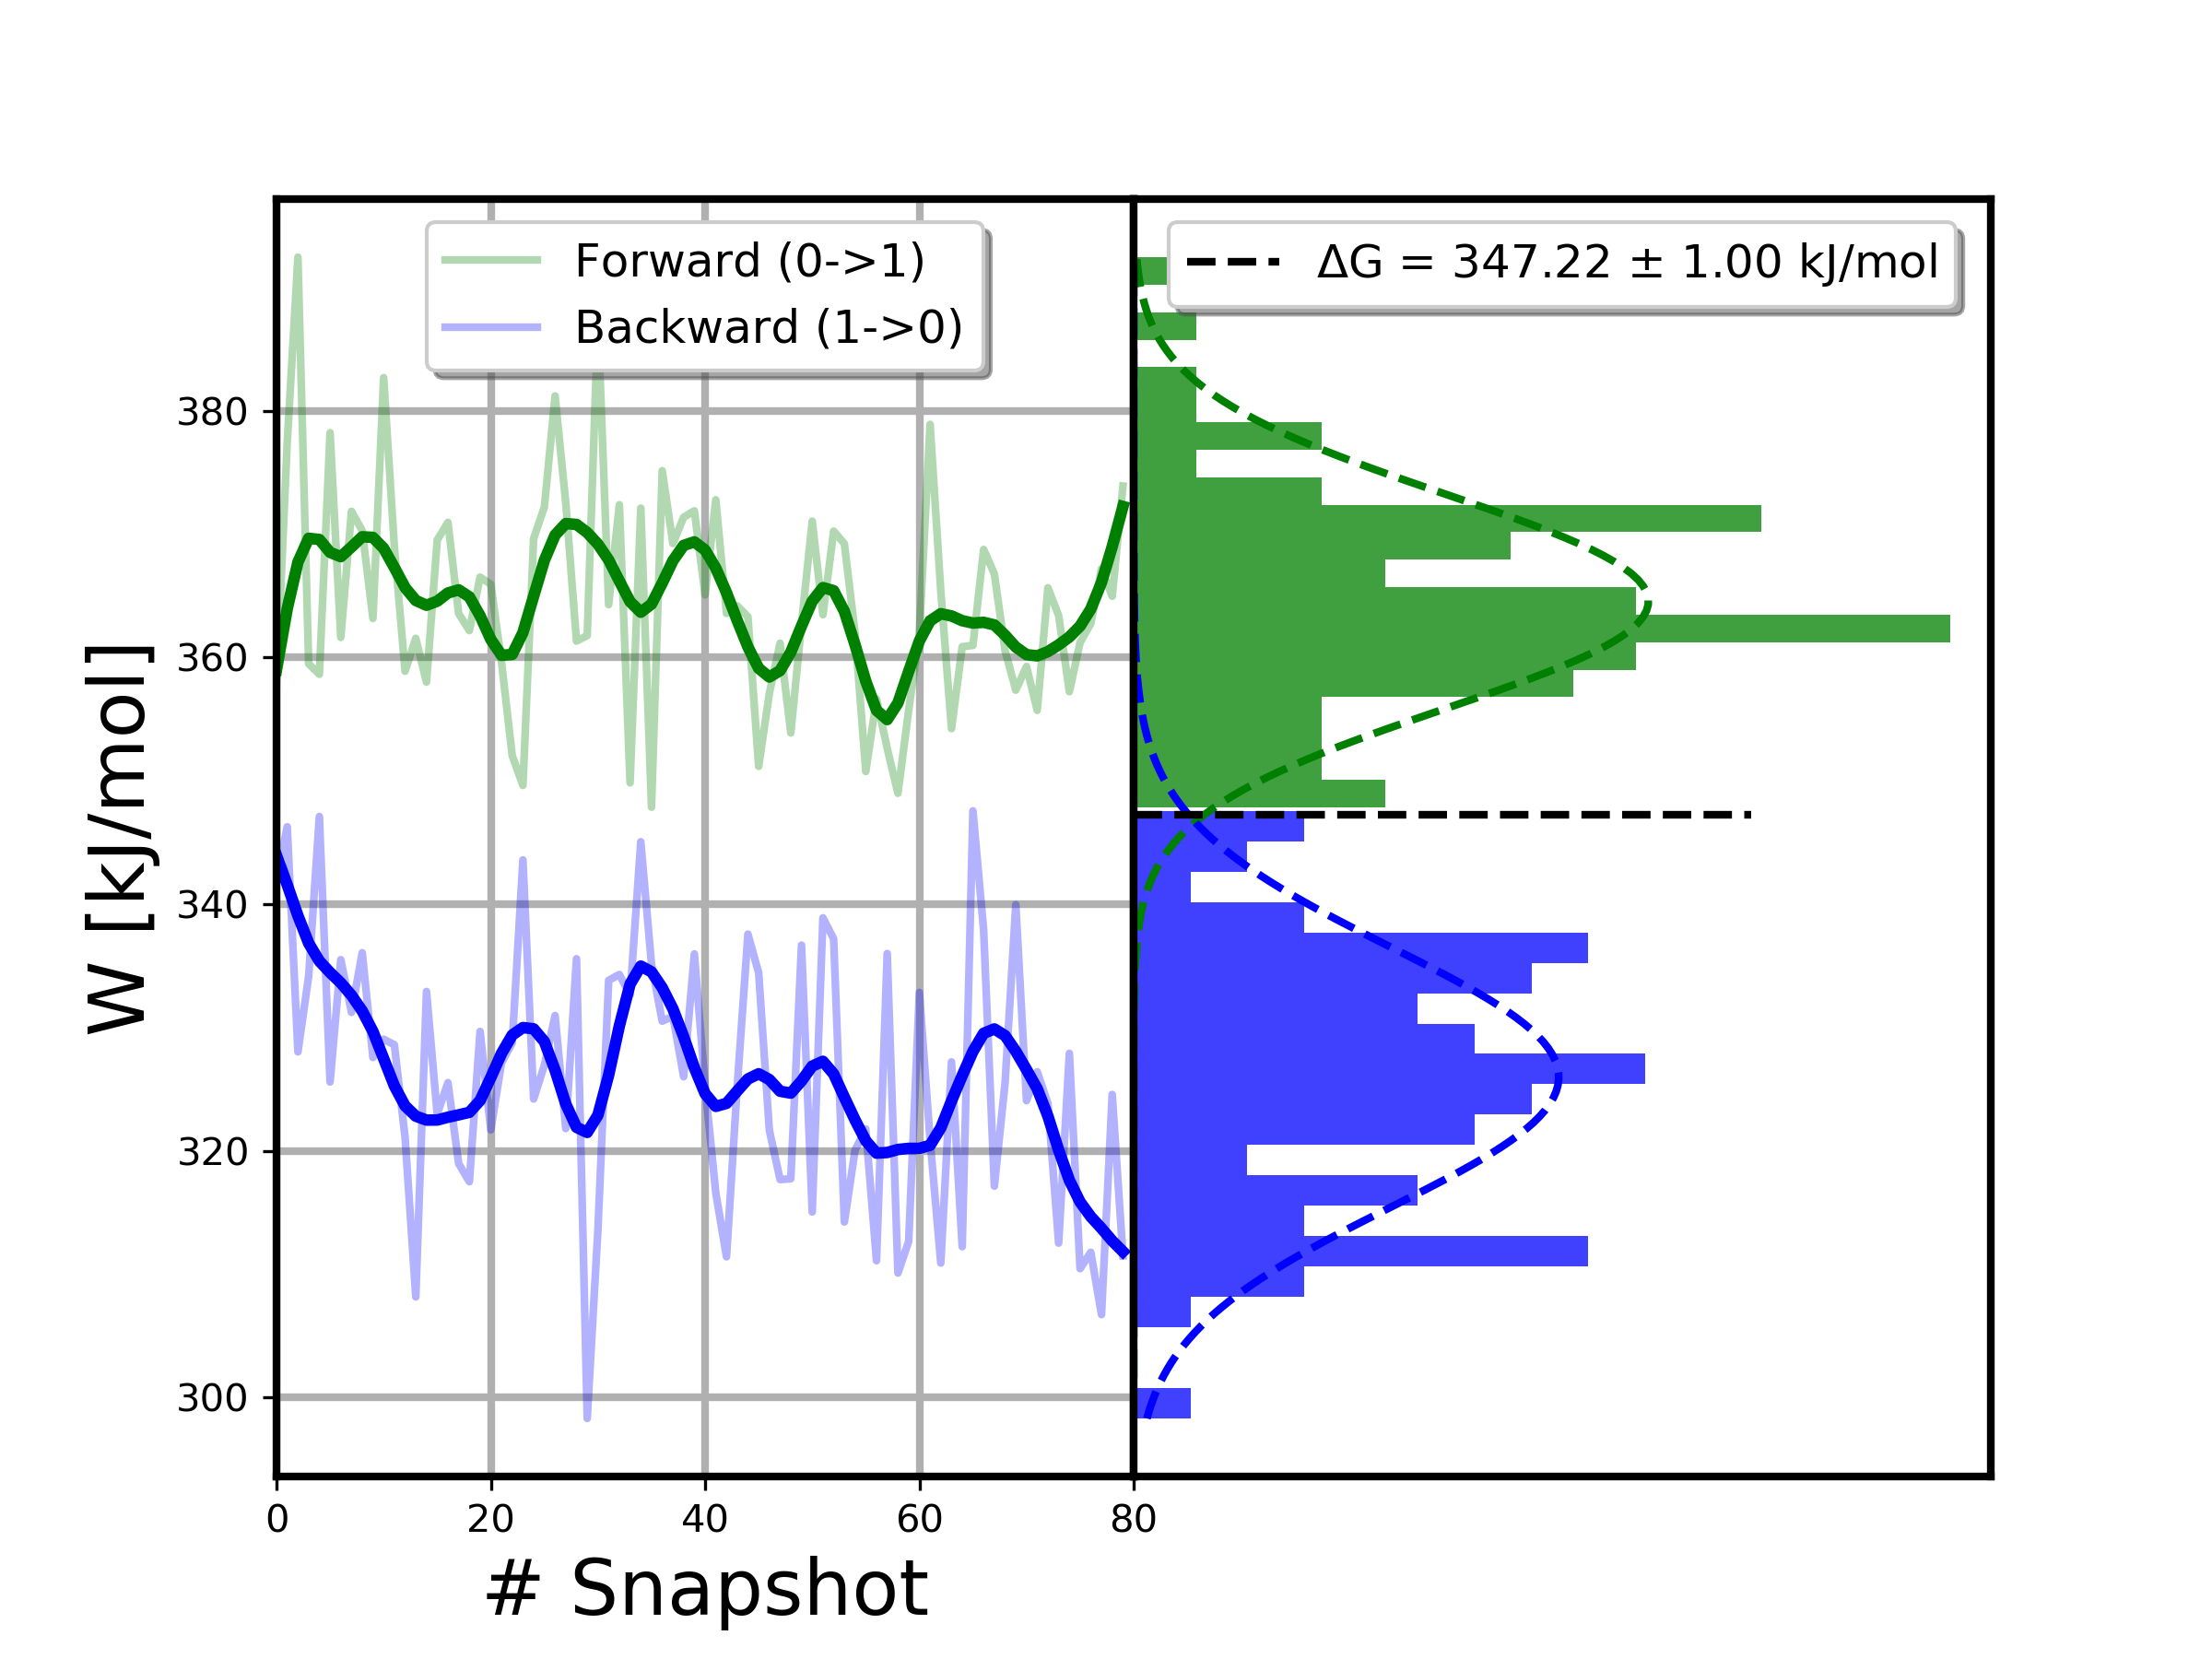 Forward (0->1)
Backward (1->0)
ΔG = 347.22 ± 1.00 kJ/mol
W [kJ/mol]
380
360
340
320
300
0 20 40 60 80
# Snapshot